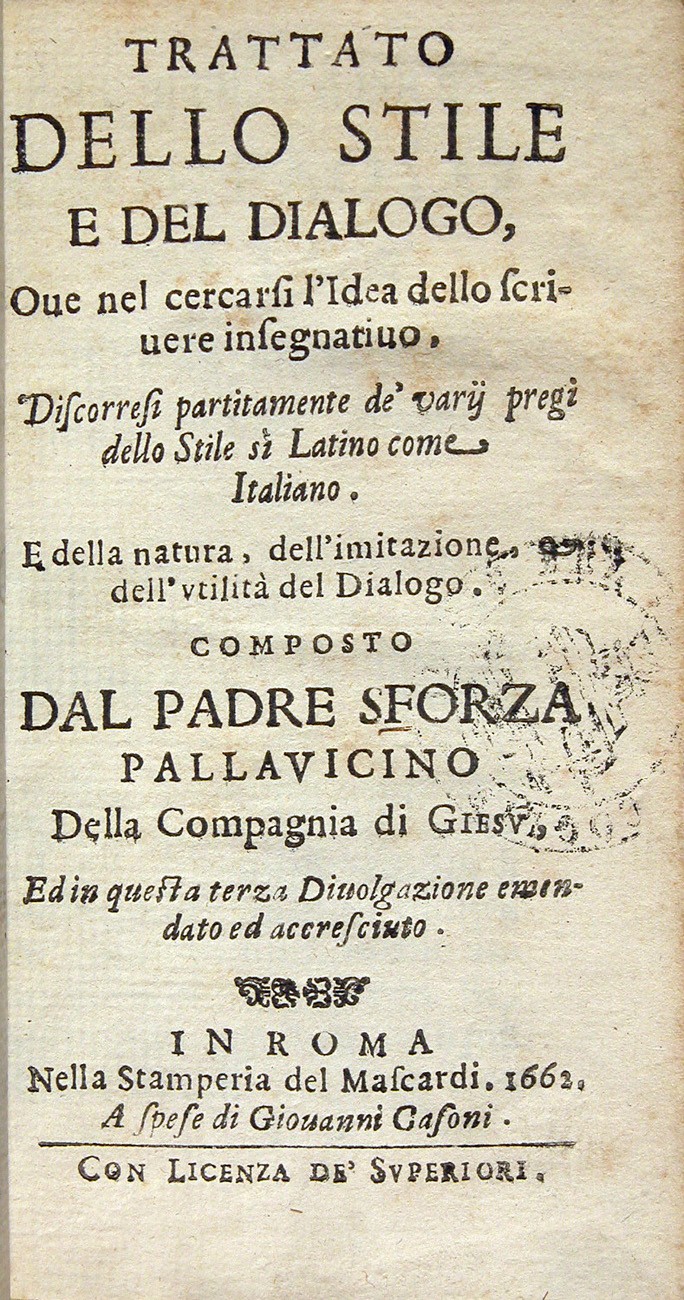 TRATTATO
DELLO STILE
E DEL DIALOGO,
Oue nel cercarſi l'Idea dello ſcri-
uere inſegnatiuo.
Diſcorreſi partitamente de' varij pregi
dello Stile sì Latino come
Italiano.
E della natura, dell'imitazione,
dell'vtilità del Dialogo.
COMPOSTO
DAL PADRE SFORZA
PALLAVICINO
Della Compagnia di GIESV,
Ed in queſta terza Diuolgazione emen-
dato ed accreſciuto.
IN ROMA
Nella Stamperia del Maſcardi. 1662.
A ſpeſe di Giouanni Caſoni.
CON LICENZA DE' SVPERIORI.